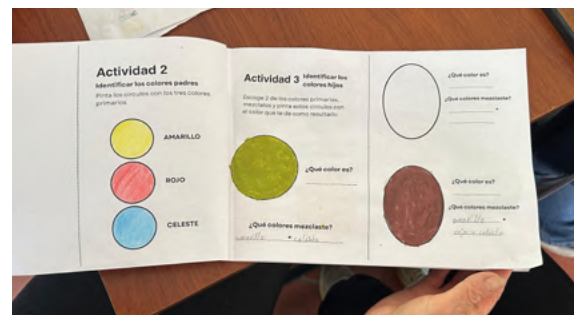 Actividad 2
Identificar los colores padres
Pinta los círculos con los tres colores
primarios
AMARILLO
ROJO
CELESTE
Actividad 3 Identificar los
colores hijos
Escoge 2 de los colores primarios,
mezclalos y pinta estos círculos con
el color que te de como resultado
¿Qué color es?
¿Qué colores mezclaste?
amarillo + celeste
¿Qué color es?
¿Qué colores mezclaste?
+
¿Qué color es?
¿Qué colores mezclaste?
amarillo +
rojo + celeste